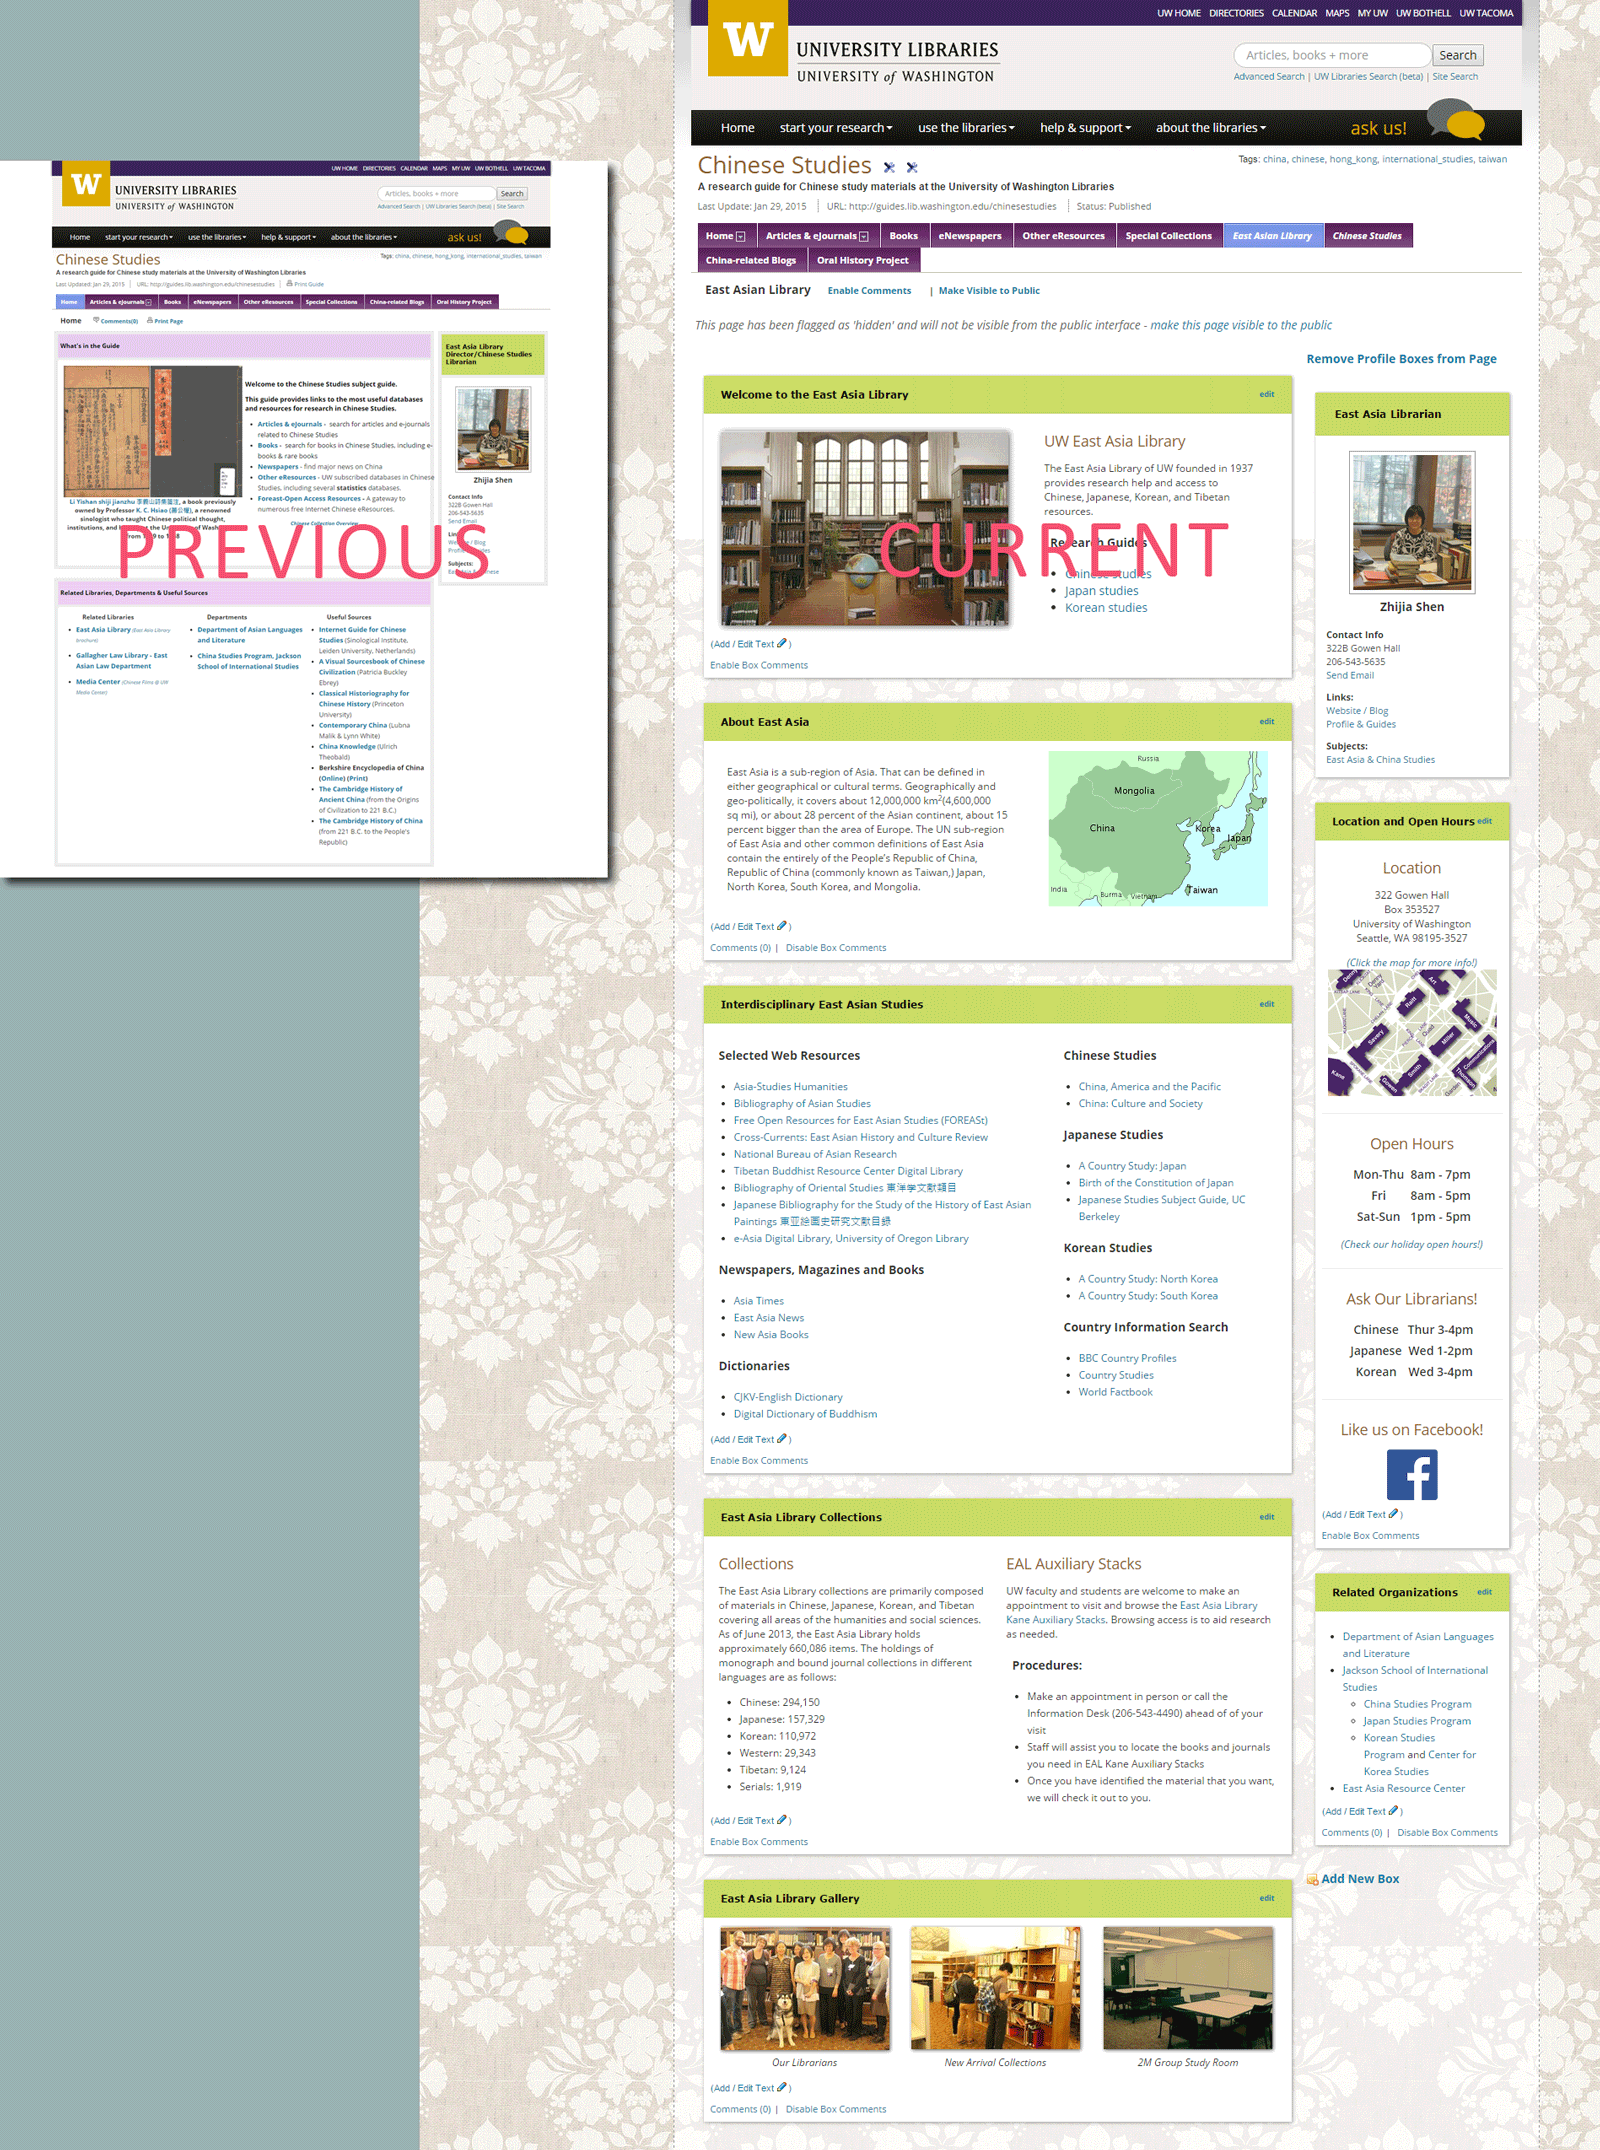 UW HOME DIRECTORIES CALENDAR MAPS MY UW UW BOTHELL UW TACOMA
W
UNIVERSITY LIBRARIES
UNIVERSITY of WASHINGTON
Articles, books + more Search
Advanced Search | UW Libraries Search (beta) | Site Search
Home start your research use the libraries help & support about the libraries ask us!
Chinese Studies
Tags: china, chinese, hong_kong, international_studies, taiwan
A research guide for Chinese study materials at the University of Washington Libraries
Last Updated: Jan 29, 2015 URL: http://guides.lib.washington.edu/chinesestudies Print Guide
Home Articles & eJournals Books eNewspapers Other eResources Special Collections China-related Blogs Oral History Project
Home Comments(0) Print Page
What's in the Guide
Welcome to the Chinese Studies subject guide.
This guide provides links to the most useful databases
and resources for research in Chinese Studies.
Articles & eJournals - search for articles and e-journals
related to Chinese Studies
Books - search for books in Chinese Studies, including e-
books & rare books
Newspapers - find major news on China
Other eResources - UW subscribed databases in Chinese
Studies, including several statistics databases.
Foreast-Open Access Resources - A gateway to
numerous free Internet Chinese eResources.
Chinese Collection Overview
Li Yishan shiji jianzhu
a book previously
owned by Professor K. C. Hsiao
a renowned
sinologist who taught Chinese political thought,
PREVIOUS
East Asia Library
Director/Chinese Studies
Librarian
Zhijia Shen
Contact Info
322B Gowen Hall
206-543-5635
Send Email
Subjects:
Related Libraries, Departments & Useful Sources
Related Libraries
East Asia Library (East Asia Library
brochure)
Gallagher Law Library - East
Asian Law Department
Media Center (Chinese Films @ UW
Media Center)
Departments
Department of Asian Languages
and Literature
China Studies Program, Jackson
School of International Studies
Useful Sources
Internet Guide for Chinese
Studies (Sinological Institute,
Leiden University, Netherlands)
A Visual Sourcebook of Chinese
Civilization (Patricia Buckley
Ebrey)
Classical Historiography for
Chinese History (Princeton
University)
Contemporary China (Lubna
Malik & Lynn White)
China Knowledge (Ulrich
Theobald)
Berkshire Encyclopedia of China
(Online) (Print)
The Cambridge History of
Ancient China (from the Origins
of Civilization to 221 B.C.)
The Cambridge History of China
(from 221 B.C. to the People's
Republic)
UW HOME DIRECTORIES CALENDAR MAPS MY UW UW BOTHELL UW TACOMA
W
UNIVERSITY LIBRARIES
UNIVERSITY of WASHINGTON
Articles, books + more Search
Advanced Search | UW Libraries Search (beta) | Site Search
Home start your research use the libraries help & support about the libraries ask us!
Chinese Studies
Tags: china, chinese, hong_kong, international_studies, taiwan
A research guide for Chinese study materials at the University of Washington Libraries
Last Update: Jan 29, 2015 URL: http://guides.lib.washington.edu/chinesestudies Status: Published
Home Articles & eJournals Books eNewspapers Other eResources Special Collections East Asian Library Chinese Studies
China-related Blogs Oral History Project
East Asian Library Enable Comments | Make Visible to Public
This page has been flagged as 'hidden' and will not be visible from the public interface - make this page visible to the public
Remove Profile Boxes from Page
Welcome to the East Asia Library edit
UW East Asia Library
The East Asia Library of UW founded in 1937
provides research help and access to
Chinese, Japanese, Korean, and Tibetan
resources.
Research Guides
Chinese studies
Japan studies
Korean studies
CURRENT
(Add / Edit Text )
Enable Box Comments
About East Asia edit
East Asia is a sub-region of Asia. That can be defined in
either geographical or cultural terms. Geographically and
geo-politically, it covers about 12,000,000 km2(4,600,000
sq mi), or about 28 percent of the Asian continent, about 15
percent bigger than the area of Europe. The UN sub-region
of East Asia and other common definitions of East Asia
contain the entirely of the People's Republic of China,
Republic of China (commonly known as Taiwan,) Japan,
North Korea, South Korea, and Mongolia.
Russia
Mongolia
China
Korea
Japan
India
Burma
Vietnam
Taiwan
(Add / Edit Text )
Comments (0) | Disable Box Comments
Interdisciplinary East Asian Studies edit
Selected Web Resources
Asia-Studies Humanities
Bibliography of Asian Studies
Free Open Resources for East Asian Studies (FOREASt)
Cross-Currents: East Asian History and Culture Review
National Bureau of Asian Research
Tibetan Buddhist Resource Center Digital Library
Bibliography of Oriental Studies 東洋学文献類目
Japanese Bibliography for the Study of the History of East Asian
Paintings 東亚绘画史研究文献目録
e-Asia Digital Library, University of Oregon Library
Newspapers, Magazines and Books
Asia Times
East Asia News
New Asia Books
Dictionaries
CJKV-English Dictionary
Digital Dictionary of Buddhism
Chinese Studies
China, America and the Pacific
China: Culture and Society
Japanese Studies
A Country Study: Japan
Birth of the Constitution of Japan
Japanese Studies Subject Guide, UC
Berkeley
Korean Studies
A Country Study: North Korea
A Country Study: South Korea
Country Information Search
BBC Country Profiles
Country Studies
World Factbook
(Add / Edit Text )
Enable Box Comments
East Asia Library Collections edit
Collections
The East Asia Library collections are primarily composed
of materials in Chinese, Japanese, Korean, and Tibetan
covering all areas of the humanities and social sciences.
As of June 2013, the East Asia Library holds
approximately 660,086 items. The holdings of
monograph and bound journal collections in different
languages are as follows:
Chinese: 294,150
Japanese: 157,329
Korean: 110,972
Western: 29,343
Tibetan: 9,124
Serials: 1,919
EAL Auxiliary Stacks
UW faculty and students are welcome to make an
appointment to visit and browse the East Asia Library
Kane Auxiliary Stacks. Browsing access is to aid research
as needed.
Procedures:
Make an appointment in person or call the
Information Desk (206-543-4490) ahead of of your
visit
Staff will assist you to locate the books and journals
you need in EAL Kane Auxiliary Stacks
Once you have identified the material that you want,
we will check it out to you.
(Add / Edit Text )
Enable Box Comments
East Asia Library Gallery edit
Our Librarians
New Arrival Collections
2M Group Study Room
(Add / Edit Text )
Comments (0) | Disable Box Comments
East Asia Librarian
Zhijia Shen
Contact Info
322B Gowen Hall
206-543-5635
Send Email
Links:
Website / Blog
Profile & Guides
Subjects:
East Asia & China Studies
Location and Open Hours edit
Location
322 Gowen Hall
Box 353527
University of Washington
Seattle, WA 98195-3527
(Click the map for more info!)
Denny
Art
Raitt
Music
Savery
Quad
Miller
Kane
Gowen
Smith
Thomson
Open Hours
Mon-Thu 8am - 7pm
Fri 8am - 5pm
Sat-Sun 1pm - 5pm
(Check our holiday open hours!)
Ask Our Librarians!
Chinese Thur 3-4pm
Japanese Wed 1-2pm
Korean Wed 3-4pm
Like us on Facebook!
f
(Add / Edit Text )
Enable Box Comments
Related Organizations edit
Department of Asian Languages
and Literature
Jackson School of International
Studies
China Studies Program
Japan Studies Program
Korean Studies
Program and Center for
Korea Studies
East Asia Resource Center
(Add / Edit Text )
Comments (0) | Disable Box Comments
Add New Box